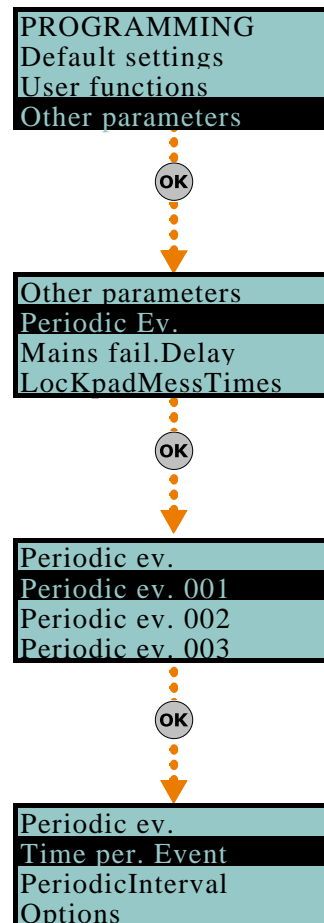 PROGRAMMING
Default settings
User functions
Other parameters
OK
Other parameters
Periodic Ev.
Mains fail.Delay
LocKpadMessTimes
OK
Periodic ev.
Periodic ev. 001
Periodic ev. 002
Periodic ev. 003
OK
Periodic ev.
Time per. Event
PeriodicInterval
Options